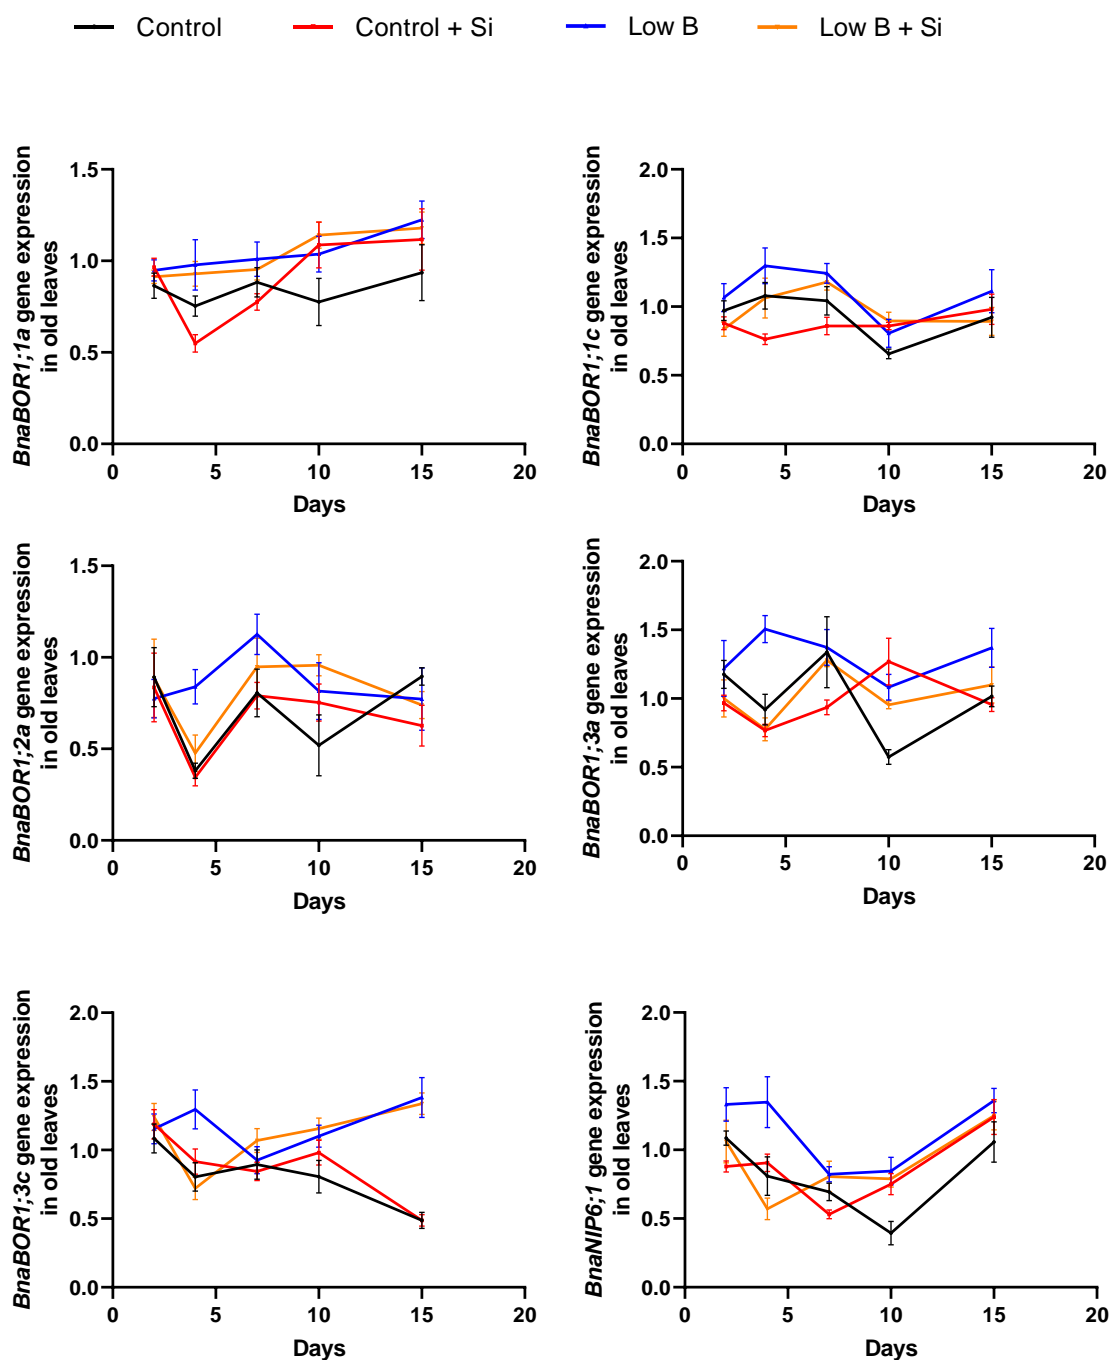 Control Control + Si Low B Low B + Si
BnaBOR1;1a gene expression
in old leaves
1.5
1.0
0.5
0.0
0 5 10 15 20
Days
BnaBOR1;1c gene expression
in old leaves
2.0
1.5
1.0
0.5
0.0
0 5 10 15 20
Days
BnaBOR1;2a gene expression
in old leaves
1.5
1.0
0.5
0.0
0 5 10 15 20
Days
BnaBOR1;3a gene expression
in old leaves
2.0
1.5
1.0
0.5
0.0
0 5 10 15 20
Days
BnaBOR1;3c gene expression
in old leaves
2.0
1.5
1.0
0.5
0.0
0 5 10 15 20
Days
BnaNIP6;1 gene expression
in old leaves
2.0
1.5
1.0
0.5
0.0
0 5 10 15 20
Days